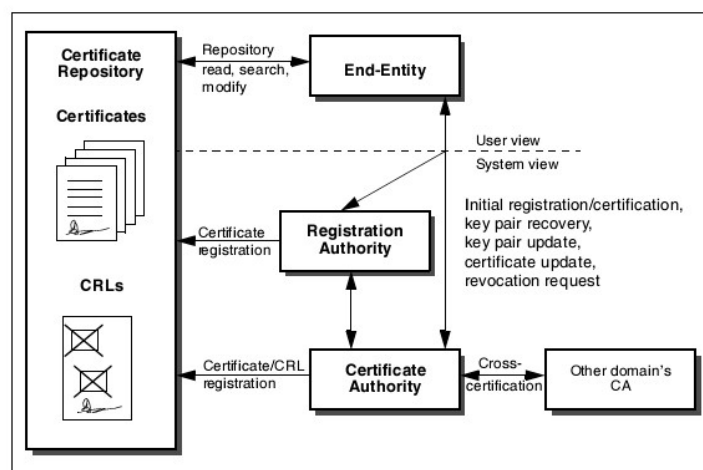 Certificate
Repository
Certificates
CRLs
Repository
read, search,
modify
End-Entity
User view
System view
Certificate
registration
Registration
Authority
Initial registration/certification,
key pair recovery,
key pair update,
certificate update,
revocation request
Certificate/CRL
registration
Certificate
Authority
Cross-
certification
Other domain's
CA